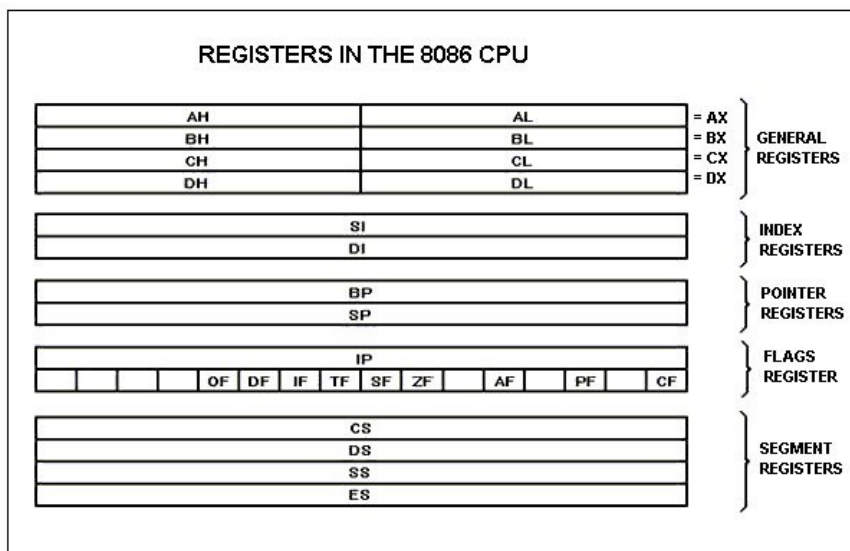 REGISTERS IN THE 8086 CPU
AH AL = AX
BH BL = BX
CH CL = CX
DH DL = DX
GENERAL
REGISTERS
SI
DI
INDEX
REGISTERS
BP
SP
POINTER
REGISTERS
IP
OF DF IF TF SF ZF AF PF CF
FLAGS
REGISTER
CS
DS
SS
ES
SEGMENT
REGISTERS